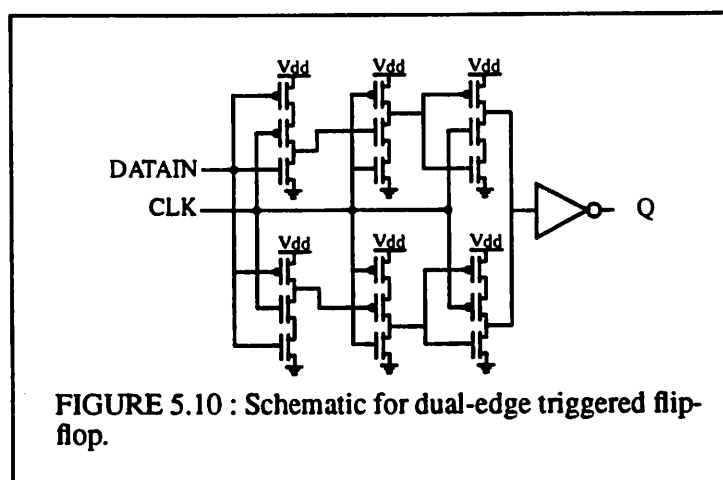 Vdd Vdd Vdd
DATAIN
CLK
Q
Vdd Vdd Vdd
FIGURE 5.10 : Schematic for dual-edge triggered flip-
flop.